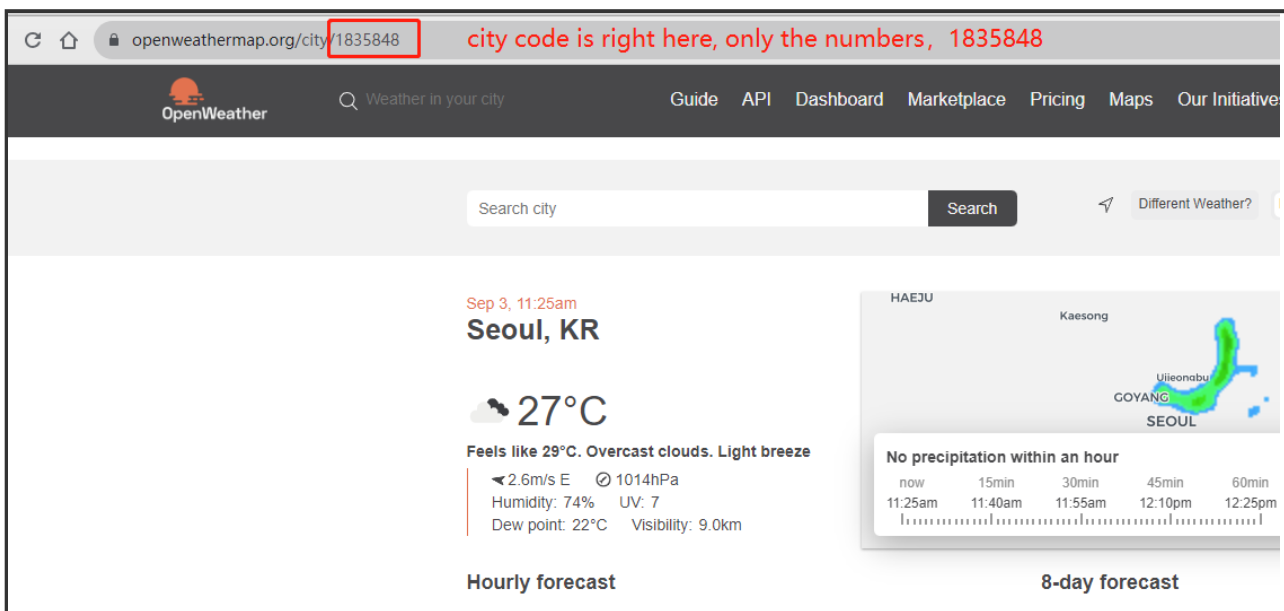 openweathermap.org/city/1835848
city code is right here, only the numbers, 1835848
OpenWeather
Weather in your city
Guide API Dashboard Marketplace Pricing Maps Our Initiatives
Search city
Search
Different Weather?
Sep 3, 11:25am
Seoul, KR
27°C
Feels like 29°C. Overcast clouds. Light breeze
2.6m/s E 1014hPa
Humidity: 74% UV: 7
Dew point: 22°C Visibility: 9.0km
HAEJU
Kaesong
Uijeongbu
GOYANG
SEOUL
No precipitation within an hour
now 15min 30min 45min 60min
11:25am 11:40am 11:55am 12:10pm 12:25pm
Hourly forecast
8-day forecast